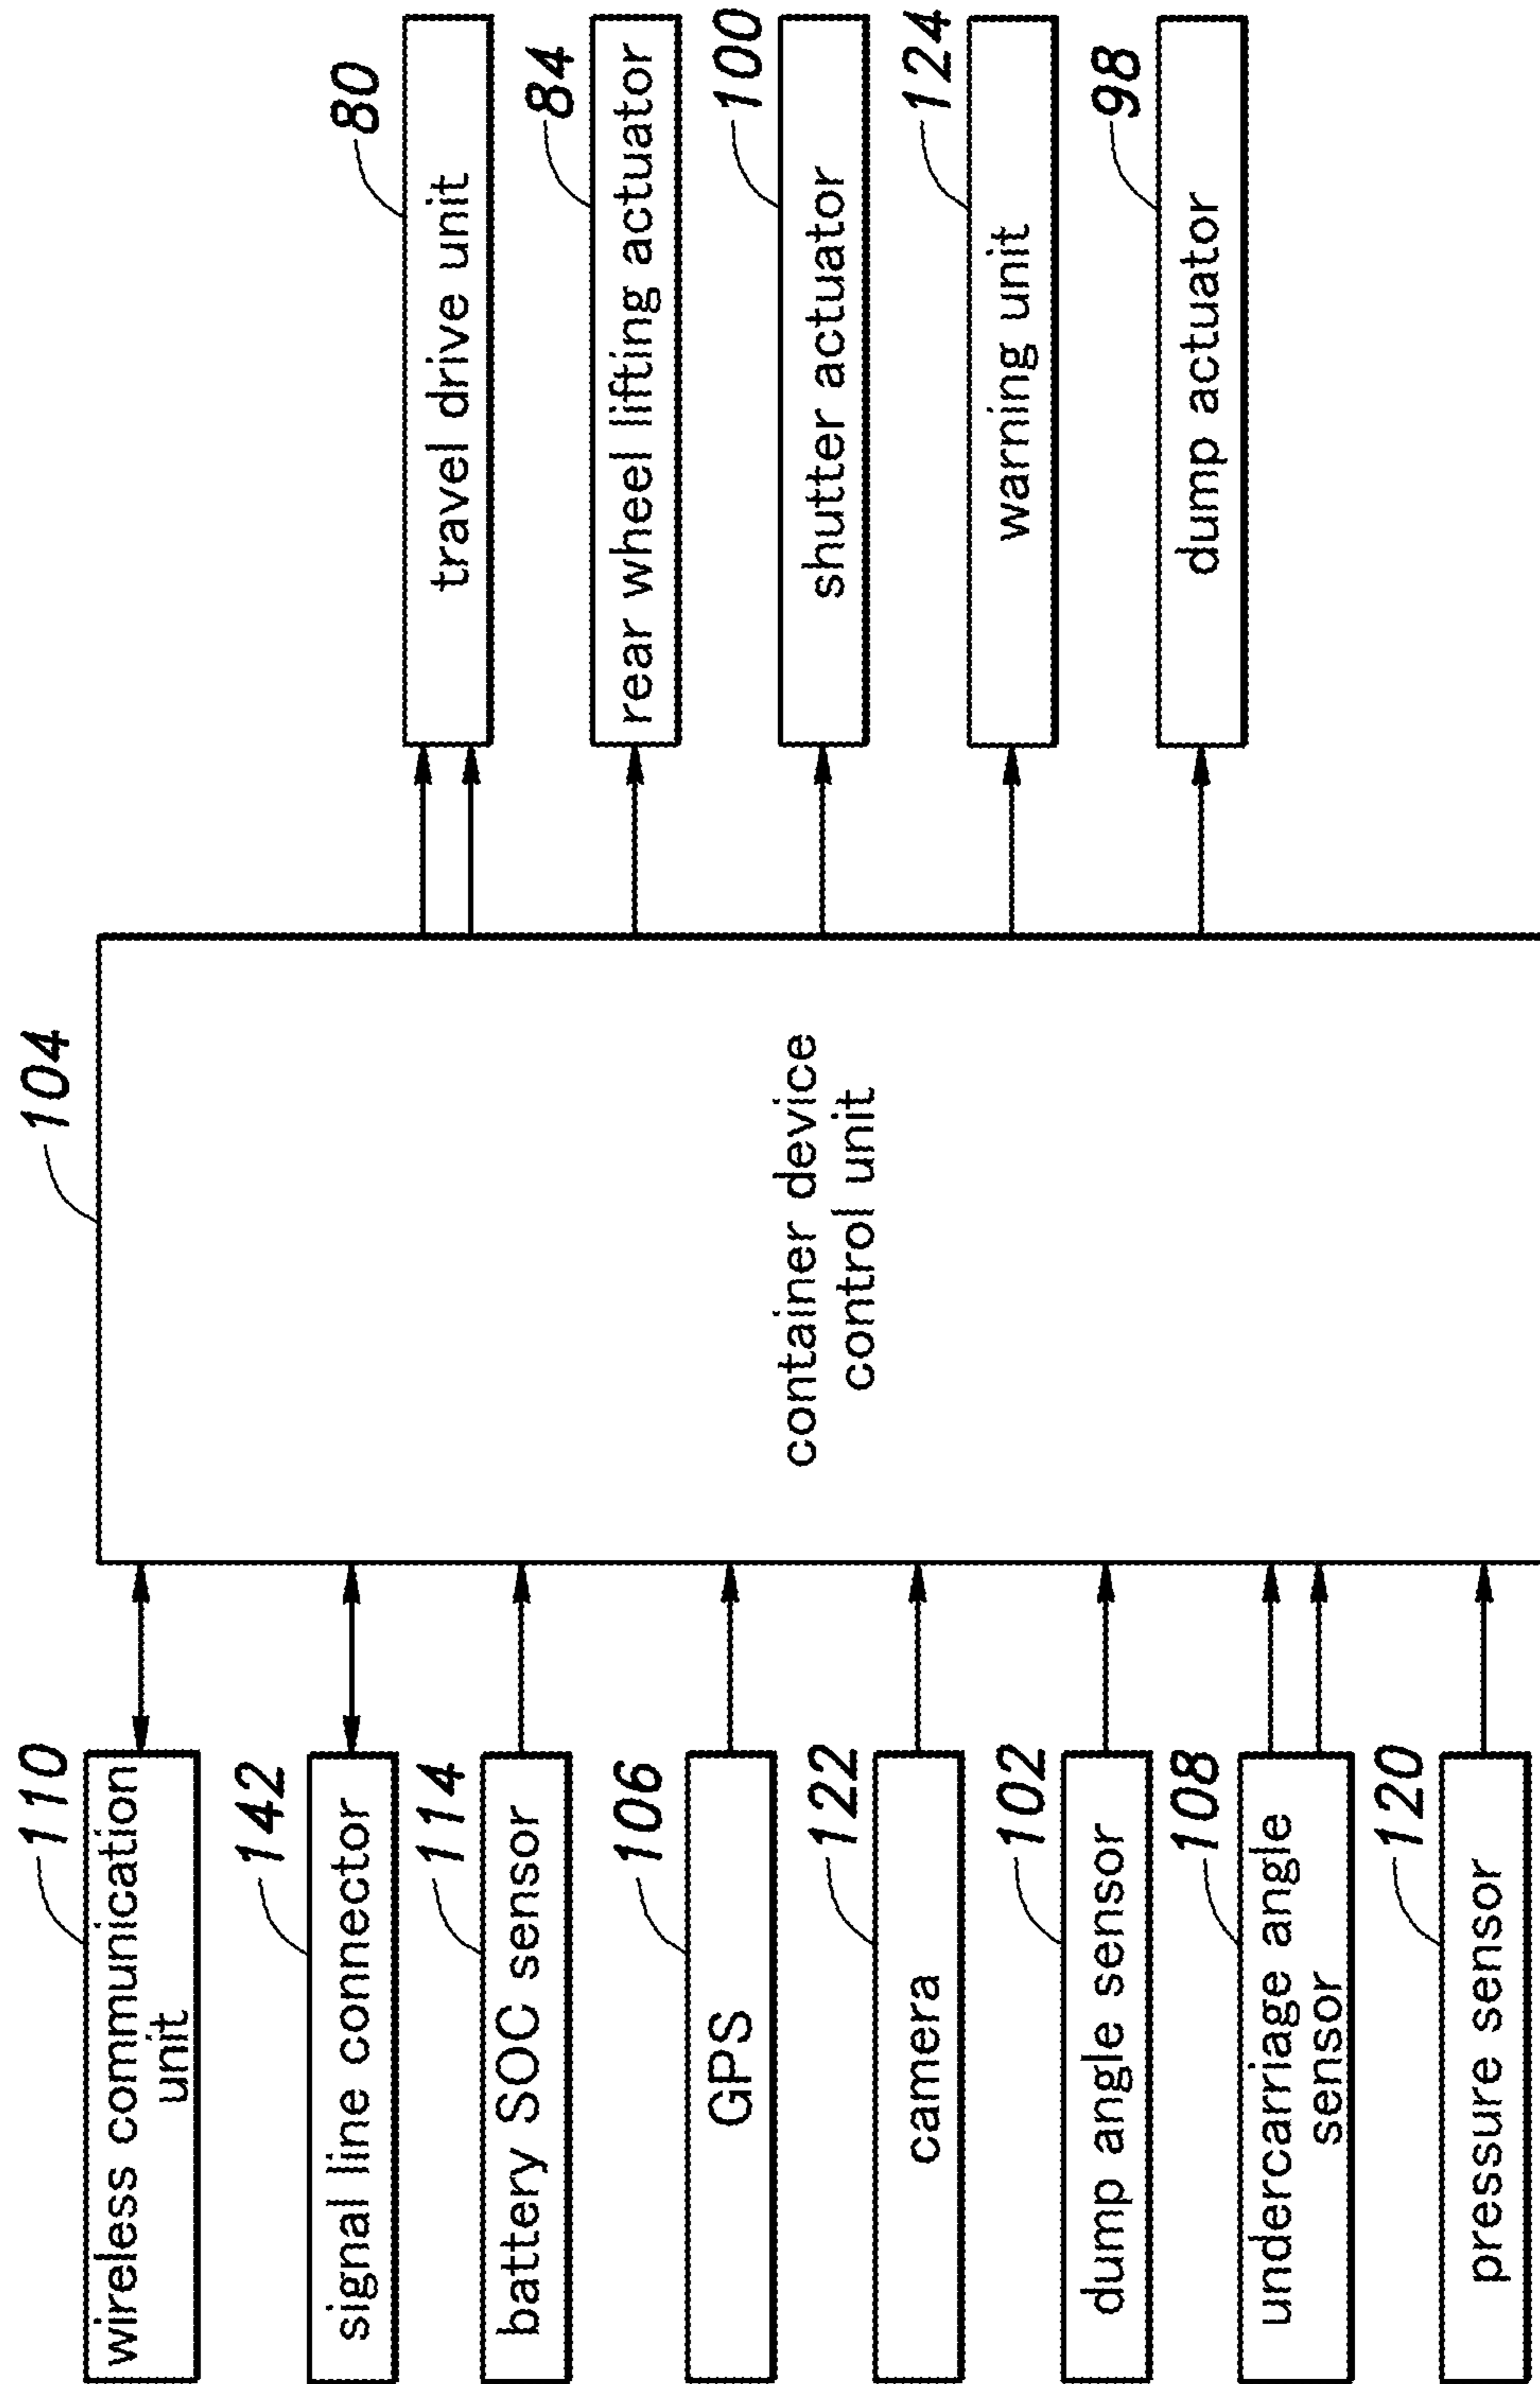 110
wireless communication
unit
142
signal line connector
114
battery SOC sensor
106
GPS
122
camera
102
dump angle sensor
108
undercarriage angle
sensor
120
pressure sensor
104
container device
control unit
80
travel drive unit
84
rear wheel lifting actuator
100
shutter actuator
124
warning unit
98
dump actuator